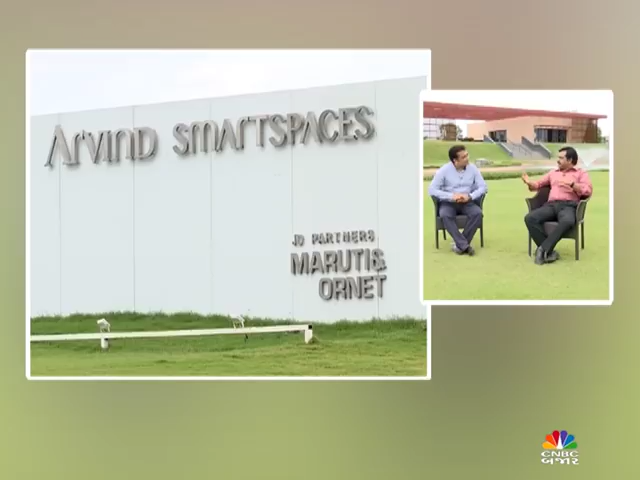 ARVIND SMARTSPACES
JD PARTNERS
MARUTI&
ORNET
CNBC
બજાર